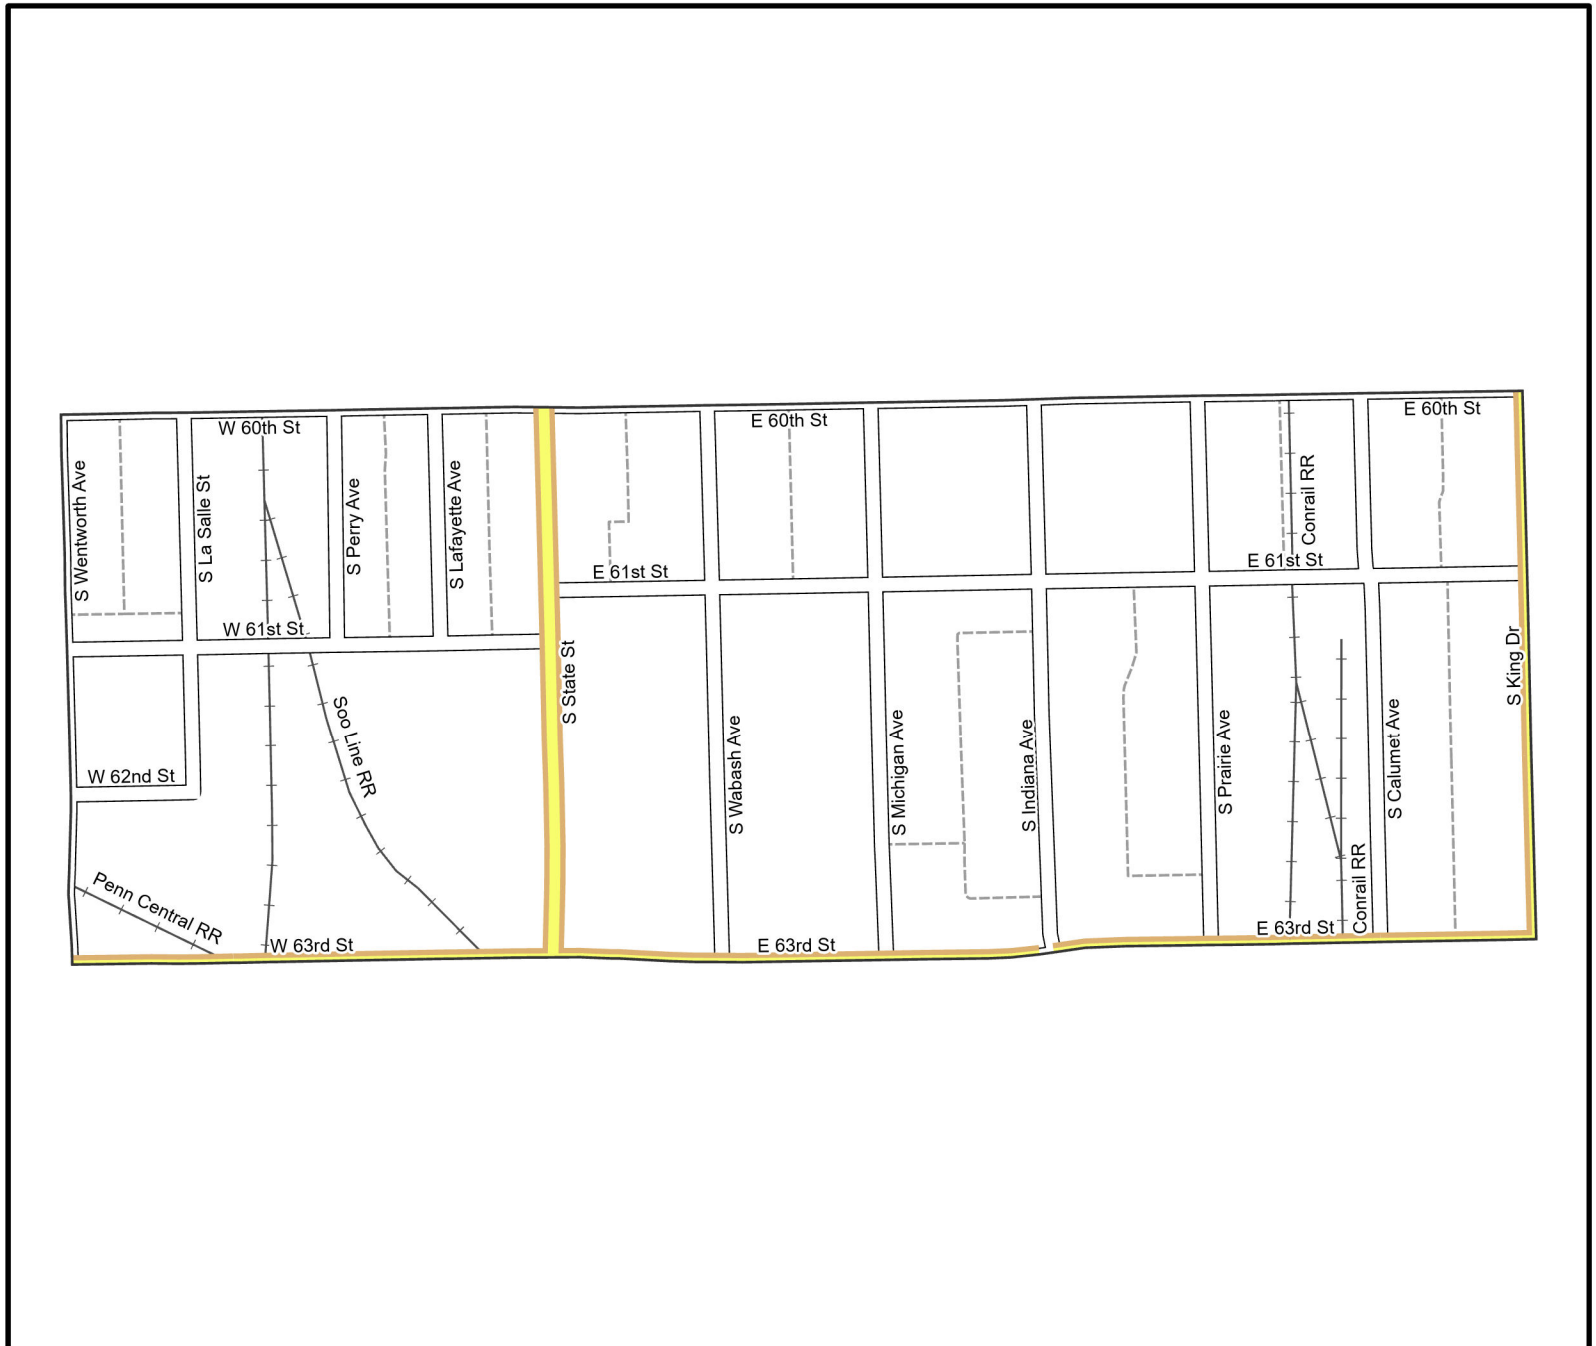 E 60th St
E 60th St
W 60th St
S Wentworth Ave
S La Salle St
S Perry Ave
S Lafayette Ave
Conrail RR
E 61st St
E 61st St
W 61st St
S State St
S King Dr
Soo Line RR
S Wabash Ave
S Michigan Ave
S Indiana Ave
S Prairie Ave
S Calumet Ave
W 62nd St
Penn Central RR
Conrail RR
W 63rd St
E 63rd St
E 63rd St